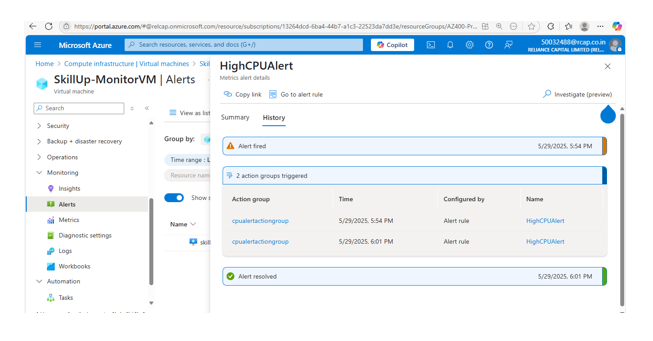 https://portal.azure.com/#@relcap.onmicrosoft.com/resource/subscriptions/13264dcd-6ba4-44b7-a1c3-22523da7dd3e/resourceGroups/AZ400-Pr...
Microsoft Azure
Search resources, services, and docs (G+/)
Copilot
50032488@rcap.co.in
RELIANCE CAPITAL LIMITED (REL...
Home > Compute infrastructure | Virtual machines > Skil
SkillUp-MonitorVM | Alerts
Virtual machine
Search
Security
Backup + disaster recovery
Operations
Monitoring
Insights
Alerts
Metrics
Diagnostic settings
Logs
Workbooks
Automation
Tasks
View as list
Group by:
Time range : L
Resource name
Show s
Name
skill
HighCPUAlert
Metrics alert details
Copy link
Go to alert rule
Investigate (preview)
Summary
History
Alert fired
5/29/2025, 5:54 PM
2 action groups triggered
Action group Time Configured by Name
cpualertactiongroup 5/29/2025, 5:54 PM Alert rule HighCPUAlert
cpualertactiongroup 5/29/2025, 6:01 PM Alert rule HighCPUAlert
Alert resolved
5/29/2025, 6:01 PM